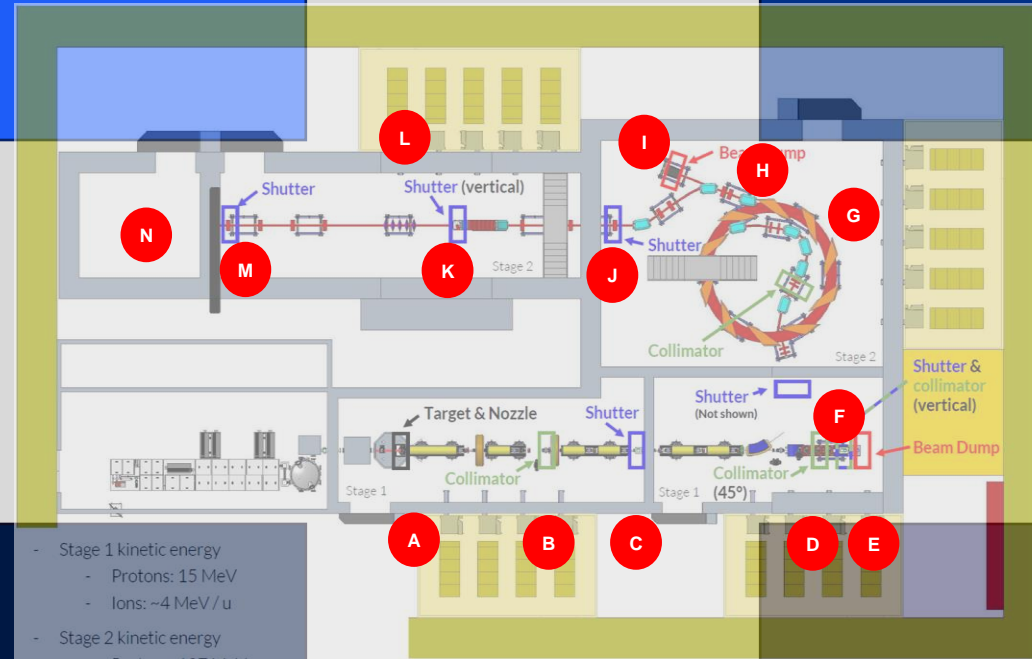 L
I
Beam Dump
H
Shutter
Shutter (vertical)
G
N
Shutter
M
K
Stage 2
J
Collimator
Stage 2
Shutter &
collimator
(vertical)
Shutter
(Not shown)
Target & Nozzle
Shutter
F
Beam Dump
Collimator
Collimator
(45°)
Stage 1
Stage 1
A
B
C
D
E
- Stage 1 kinetic energy
- Protons: 15 MeV
- Ions: ~4 MeV / u
- Stage 2 kinetic energy